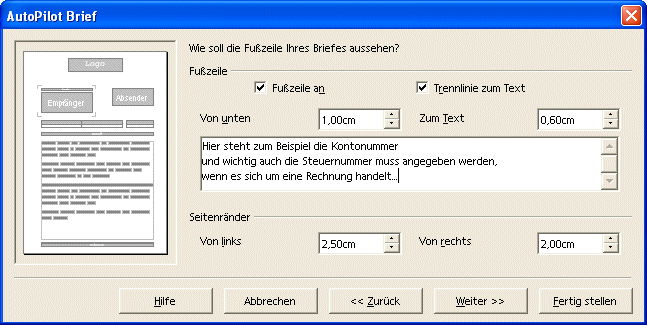 AutoPilot Brief
Logo
Empfänger
Absender
Wie soll die Fußzeile Ihres Briefes aussehen?
Fußzeile
Fußzeile an
Trennlinie zum Text
Von unten
1,00cm
Zum Text
0,60cm
Hier steht zum Beispiel die Kontonummer
und wichtig auch die Steuernummer muss angegeben werden,
wenn es sich um eine Rechnung handelt...
Seitenränder
Von links
2,50cm
Von rechts
2,00cm
Hilfe
Abbrechen
<< Zurück
Weiter >>
Fertig stellen